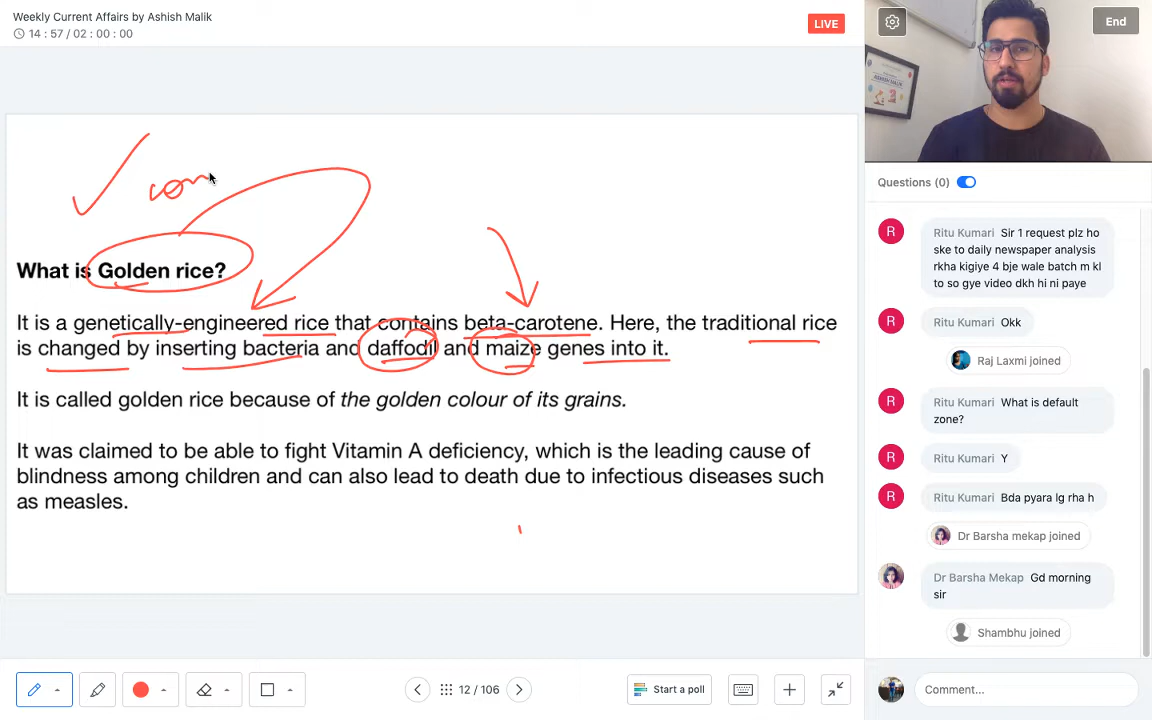 Weekly Current Affairs by Ashish Malik
14 : 57 / 02 : 00 : 00
LIVE
End
What is Golden rice?
It is a genetically-engineered rice that contains beta-carotene. Here, the traditional rice
is changed by inserting bacteria and daffodil and maize genes into it.
It is called golden rice because of the golden colour of its grains.
It was claimed to be able to fight Vitamin A deficiency, which is the leading cause of
blindness among children and can also lead to death due to infectious diseases such
as measles.
Questions (0)
R
Ritu Kumari Sir 1 request plz ho
ske to daily newspaper analysis
rkha kigiye 4 bje wale batch m kl
to so gye video dkh hi ni paye
R
Ritu Kumari Okk
Raj Laxmi joined
R
Ritu Kumari What is default
zone?
R
Ritu Kumari Y
R
Ritu Kumari Bda pyara lg rha h
Dr Barsha mekap joined
Dr Barsha Mekap Gd morning
sir
Shambhu joined
12 / 106
Start a poll
Comment...